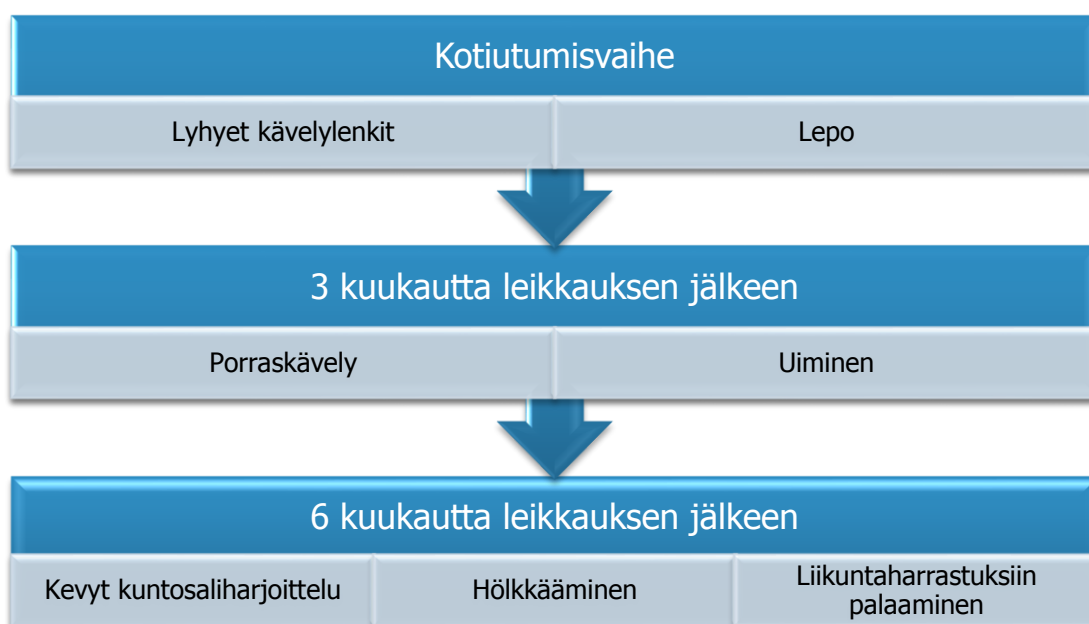 Kotiutumisvaihe
Lyhyet kävelylenkit
Lepo
3 kuukautta leikkauksen jälkeen
Porraskävely
Uiminen
6 kuukautta leikkauksen jälkeen
Kevyt kuntosaliharjoittelu
Hölkkääminen
Liikuntaharrastuksiin
palaaminen